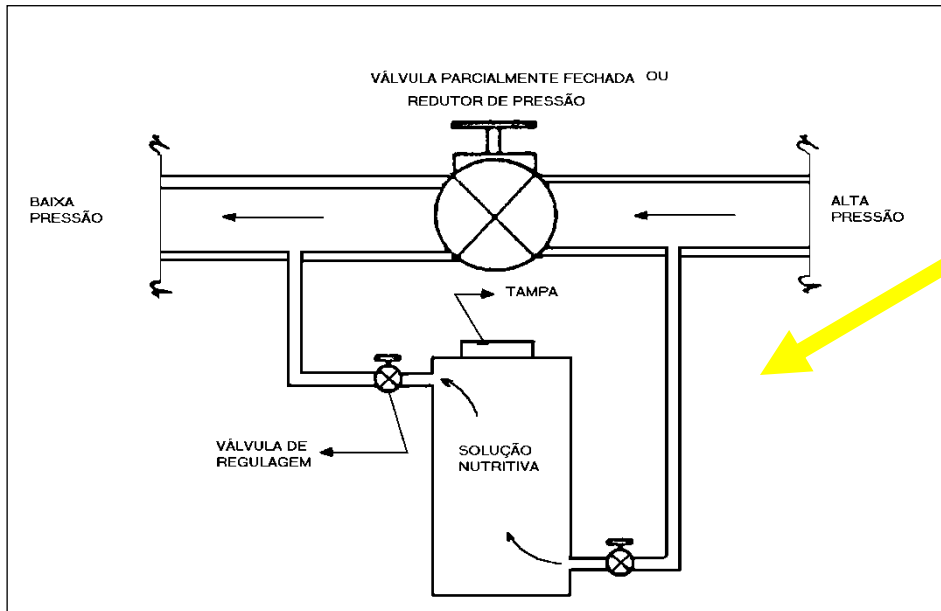 VÁLVULA PARCIALMENTE FECHADA OU
REDUTOR DE PRESSÃO
BAIXA
PRESSÃO
ALTA
PRESSÃO
TAMPA
VÁLVULA DE
REGULAGEM
SOLUÇÃO
NUTRITIVA